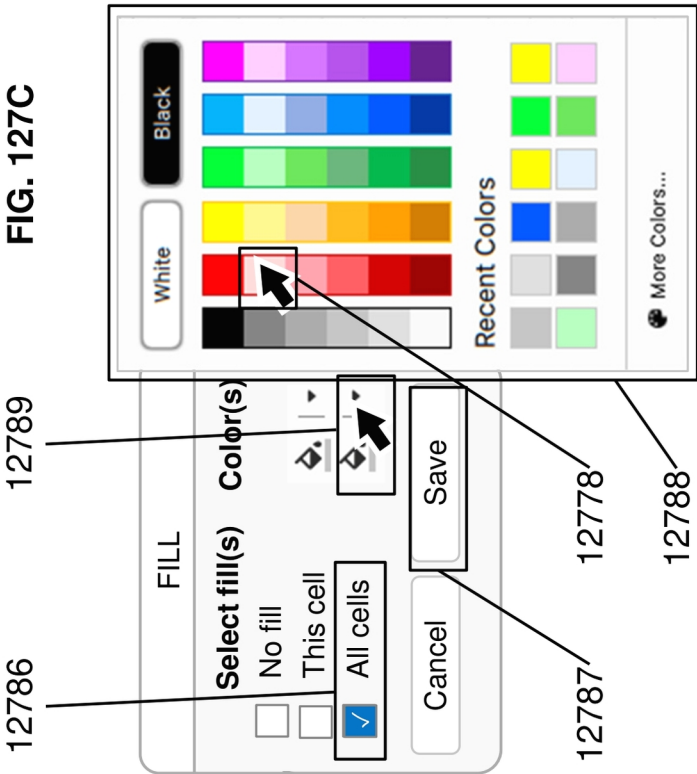 FIG. 127C
12786
12789
FILL
Select fill(s)
Color(s)
No fill
This cell
All cells
Cancel
Save
White
Black
Recent Colors
More Colors...
12787
12778
12788